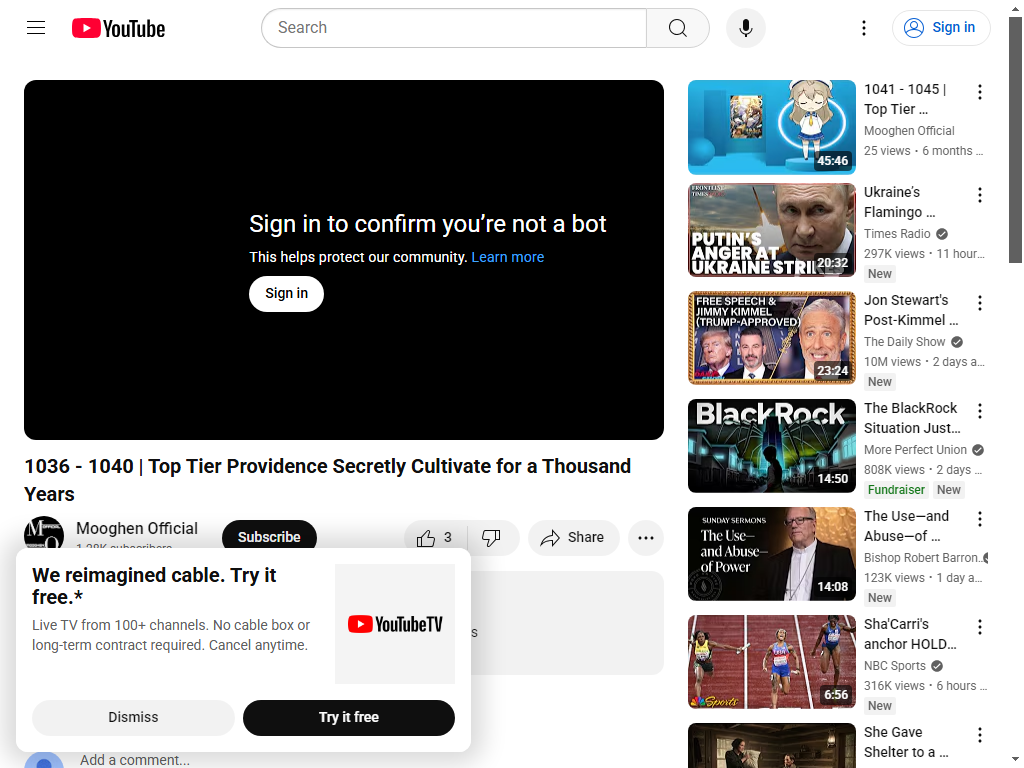 YouTube
Search
Sign in
Sign in to confirm you're not a bot
This helps protect our community. Learn more
Sign in
1036 - 1040 | Top Tier Providence Secretly Cultivate for a Thousand
Years
Mooghen Official
Subscribe
3
Share
We reimagined cable. Try it
free.*
Live TV from 100+ channels. No cable box or
long-term contract required. Cancel anytime.
YouTubeTV
Dismiss
Try it free
Add a comment...
45:46
1041 - 1045 |
Top Tier ...
Mooghen Official
25 views • 6 months ...
FRONTLINE
TIMES
PUTIN'S
ANGER AT
UKRAINE STRIKE
20:32
Ukraine's
Flamingo ...
Times Radio
297K views • 11 hour...
New
FREE SPEECH &
JIMMY KIMMEL
(TRUMP-APPROVED)
23:24
Jon Stewart's
Post-Kimmel ...
The Daily Show
10M views • 2 days a...
New
BlackRock
14:50
The BlackRock
Situation Just...
More Perfect Union
808K views • 2 days ...
Fundraiser
New
SUNDAY SERMONS
The Use—
and Abuse—
of Power
14:08
The Use—and
Abuse—of ...
Bishop Robert Barron
123K views • 1 day a...
New
Sports
6:56
Sha'Carri's
anchor HOLD...
NBC Sports
316K views • 6 hours ...
New
She Gave
Shelter to a ...